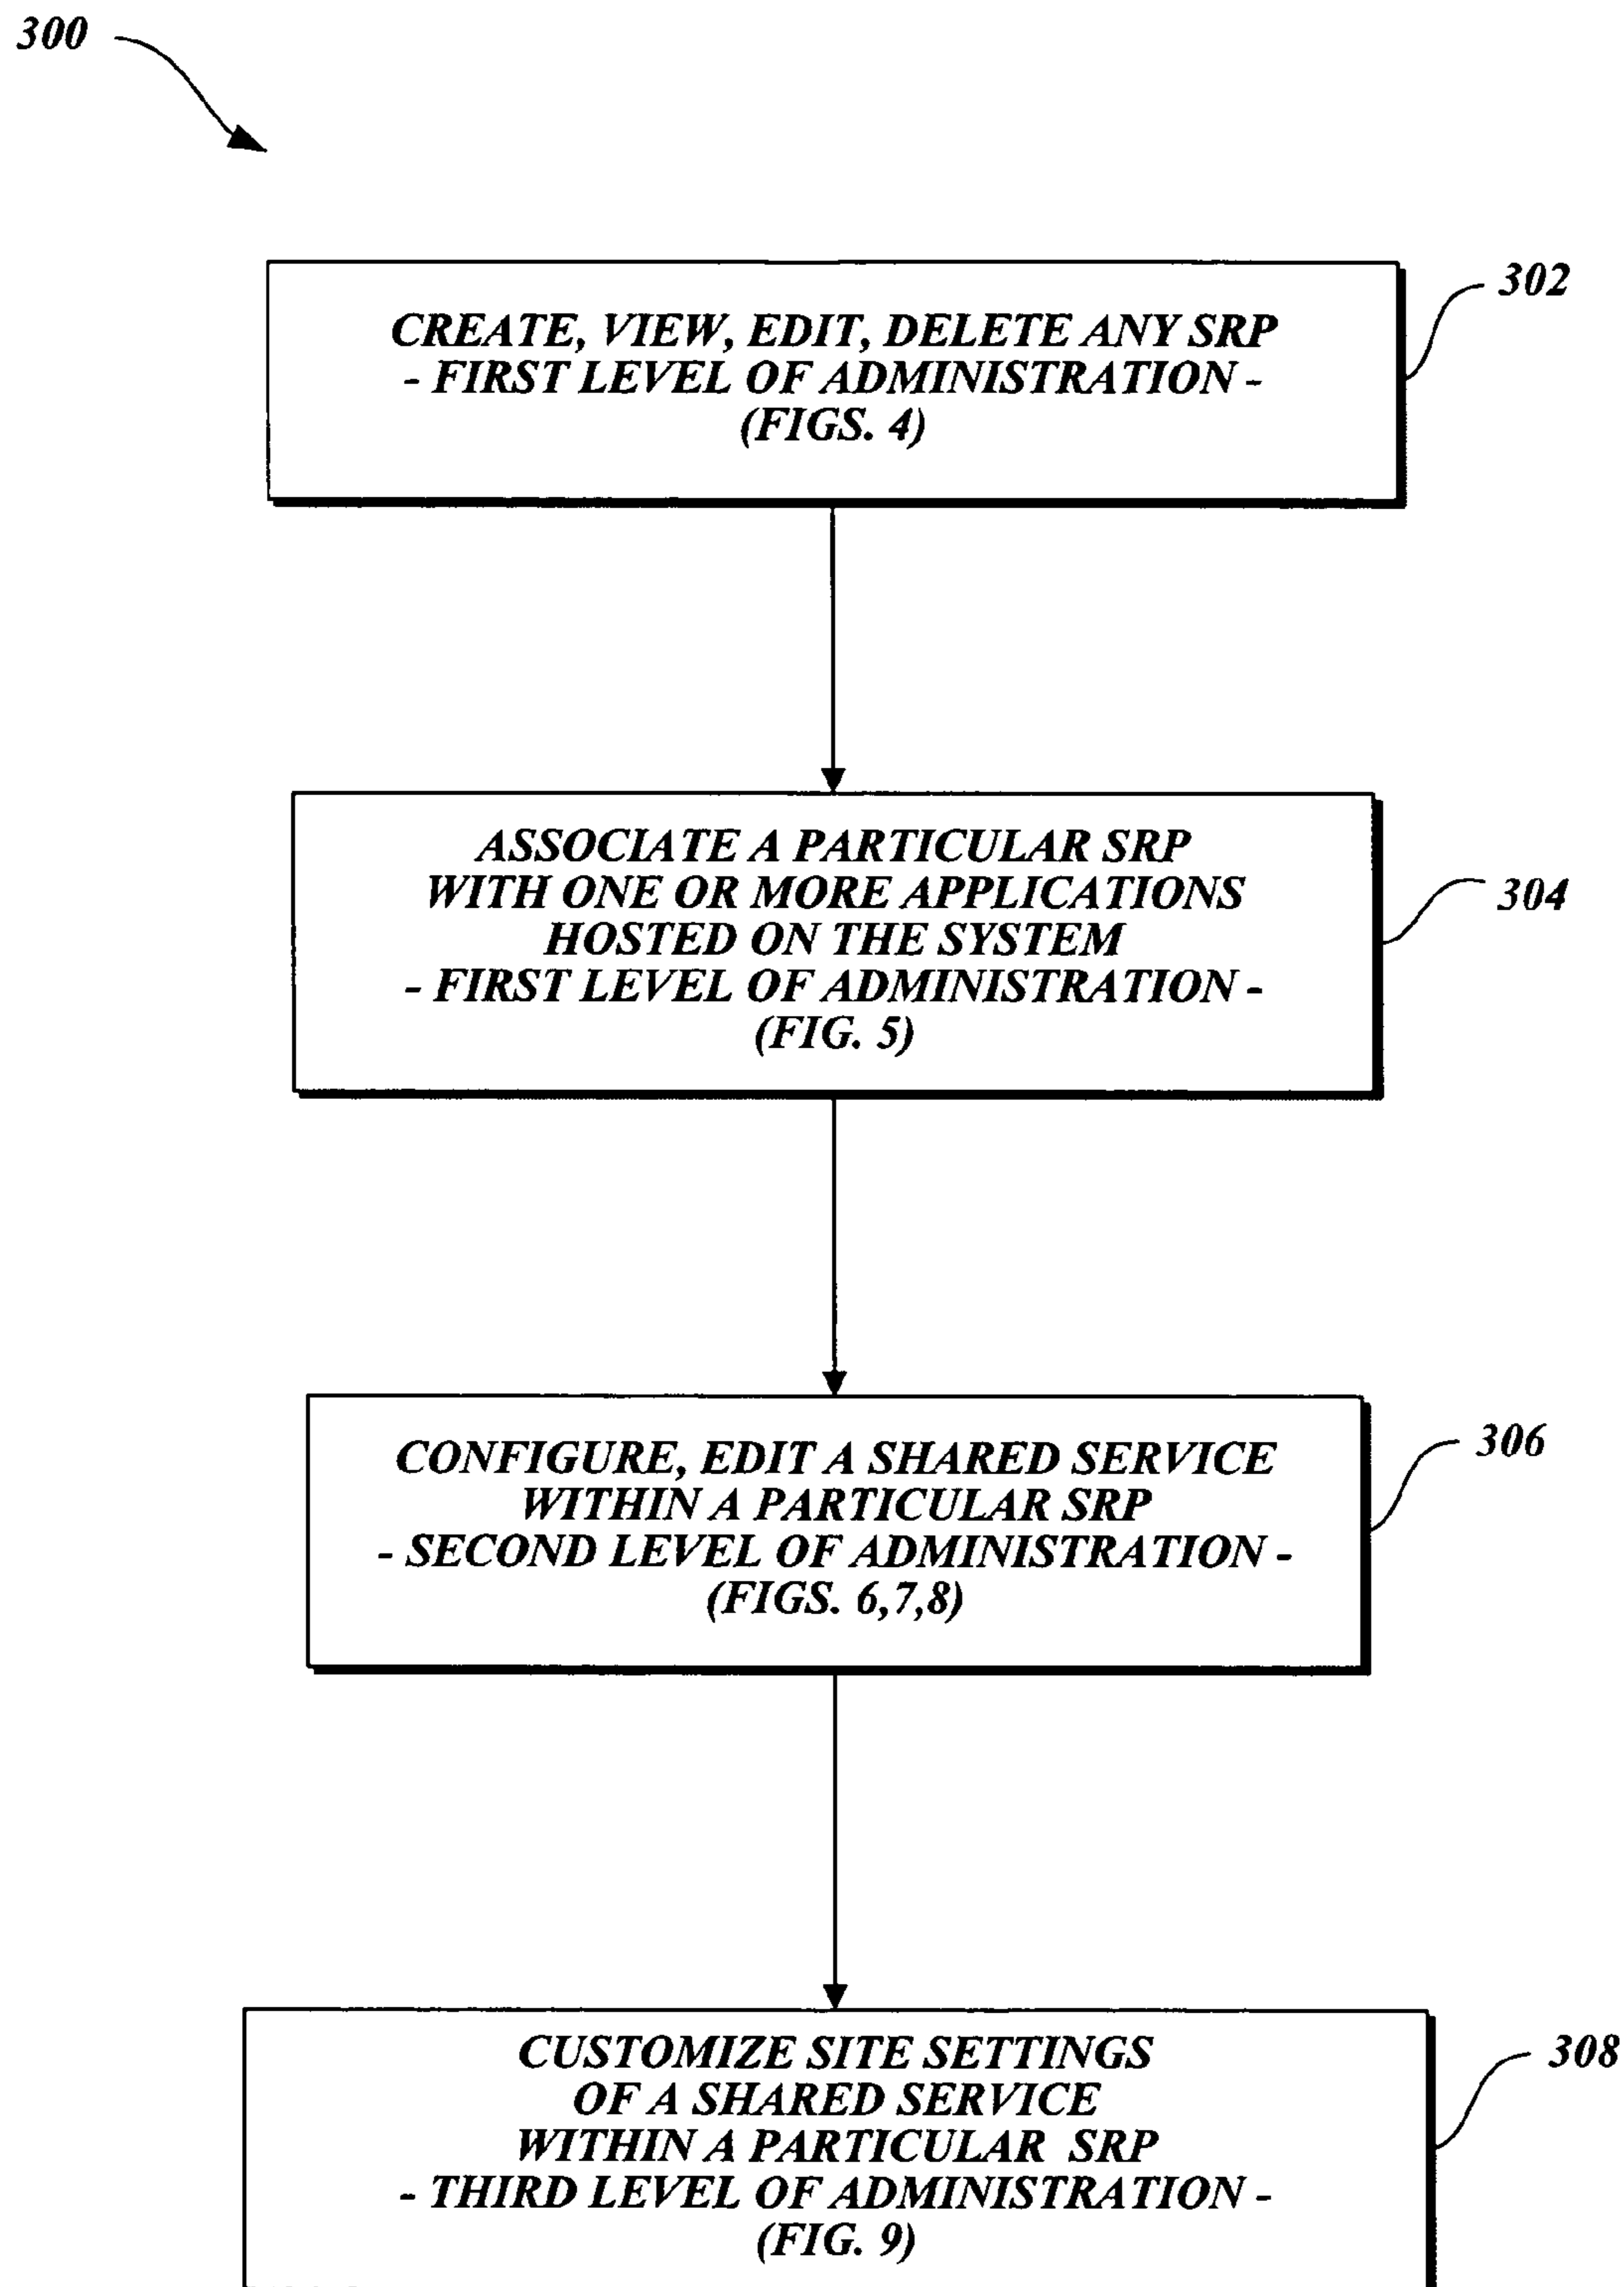 300
302
CREATE, VIEW, EDIT, DELETE ANY SRP
- FIRST LEVEL OF ADMINISTRATION -
(FIGS. 4)
ASSOCIATE A PARTICULAR SRP
WITH ONE OR MORE APPLICATIONS
HOSTED ON THE SYSTEM
- FIRST LEVEL OF ADMINISTRATION -
(FIG. 5)
304
CONFIGURE, EDIT A SHARED SERVICE
WITHIN A PARTICULAR SRP
- SECOND LEVEL OF ADMINISTRATION -
(FIGS. 6,7,8)
306
CUSTOMIZE SITE SETTINGS
OF A SHARED SERVICE
WITHIN A PARTICULAR SRP
- THIRD LEVEL OF ADMINISTRATION -
(FIG. 9)
308